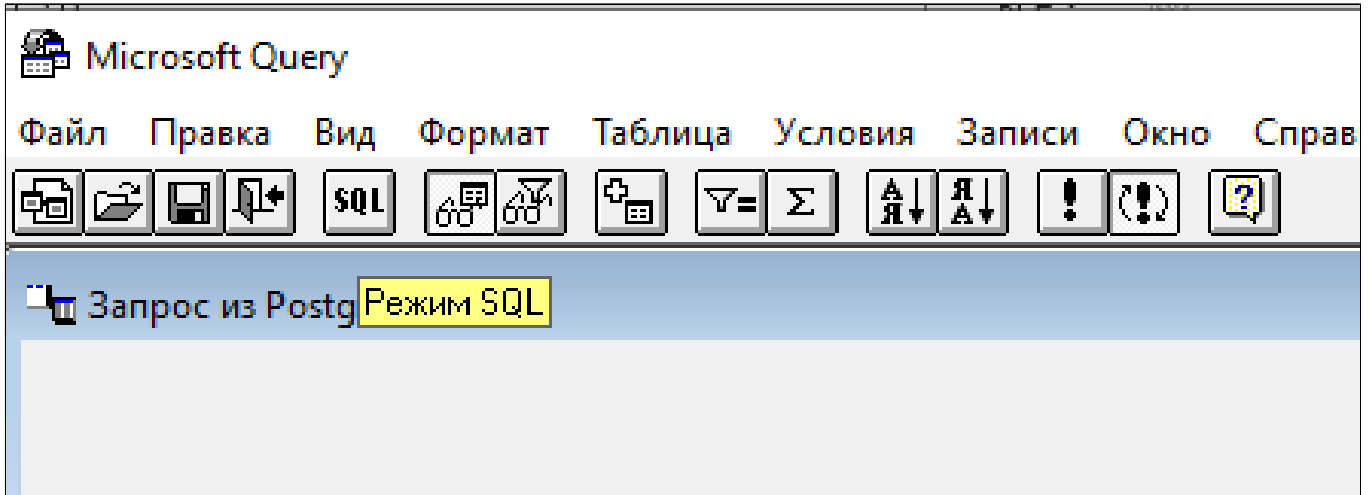 Microsoft Query
Файл Правка Вид Формат Таблица Условия Записи Окно Справ
SQL А Я Я А ?
Запрос из Postg Режим SQL